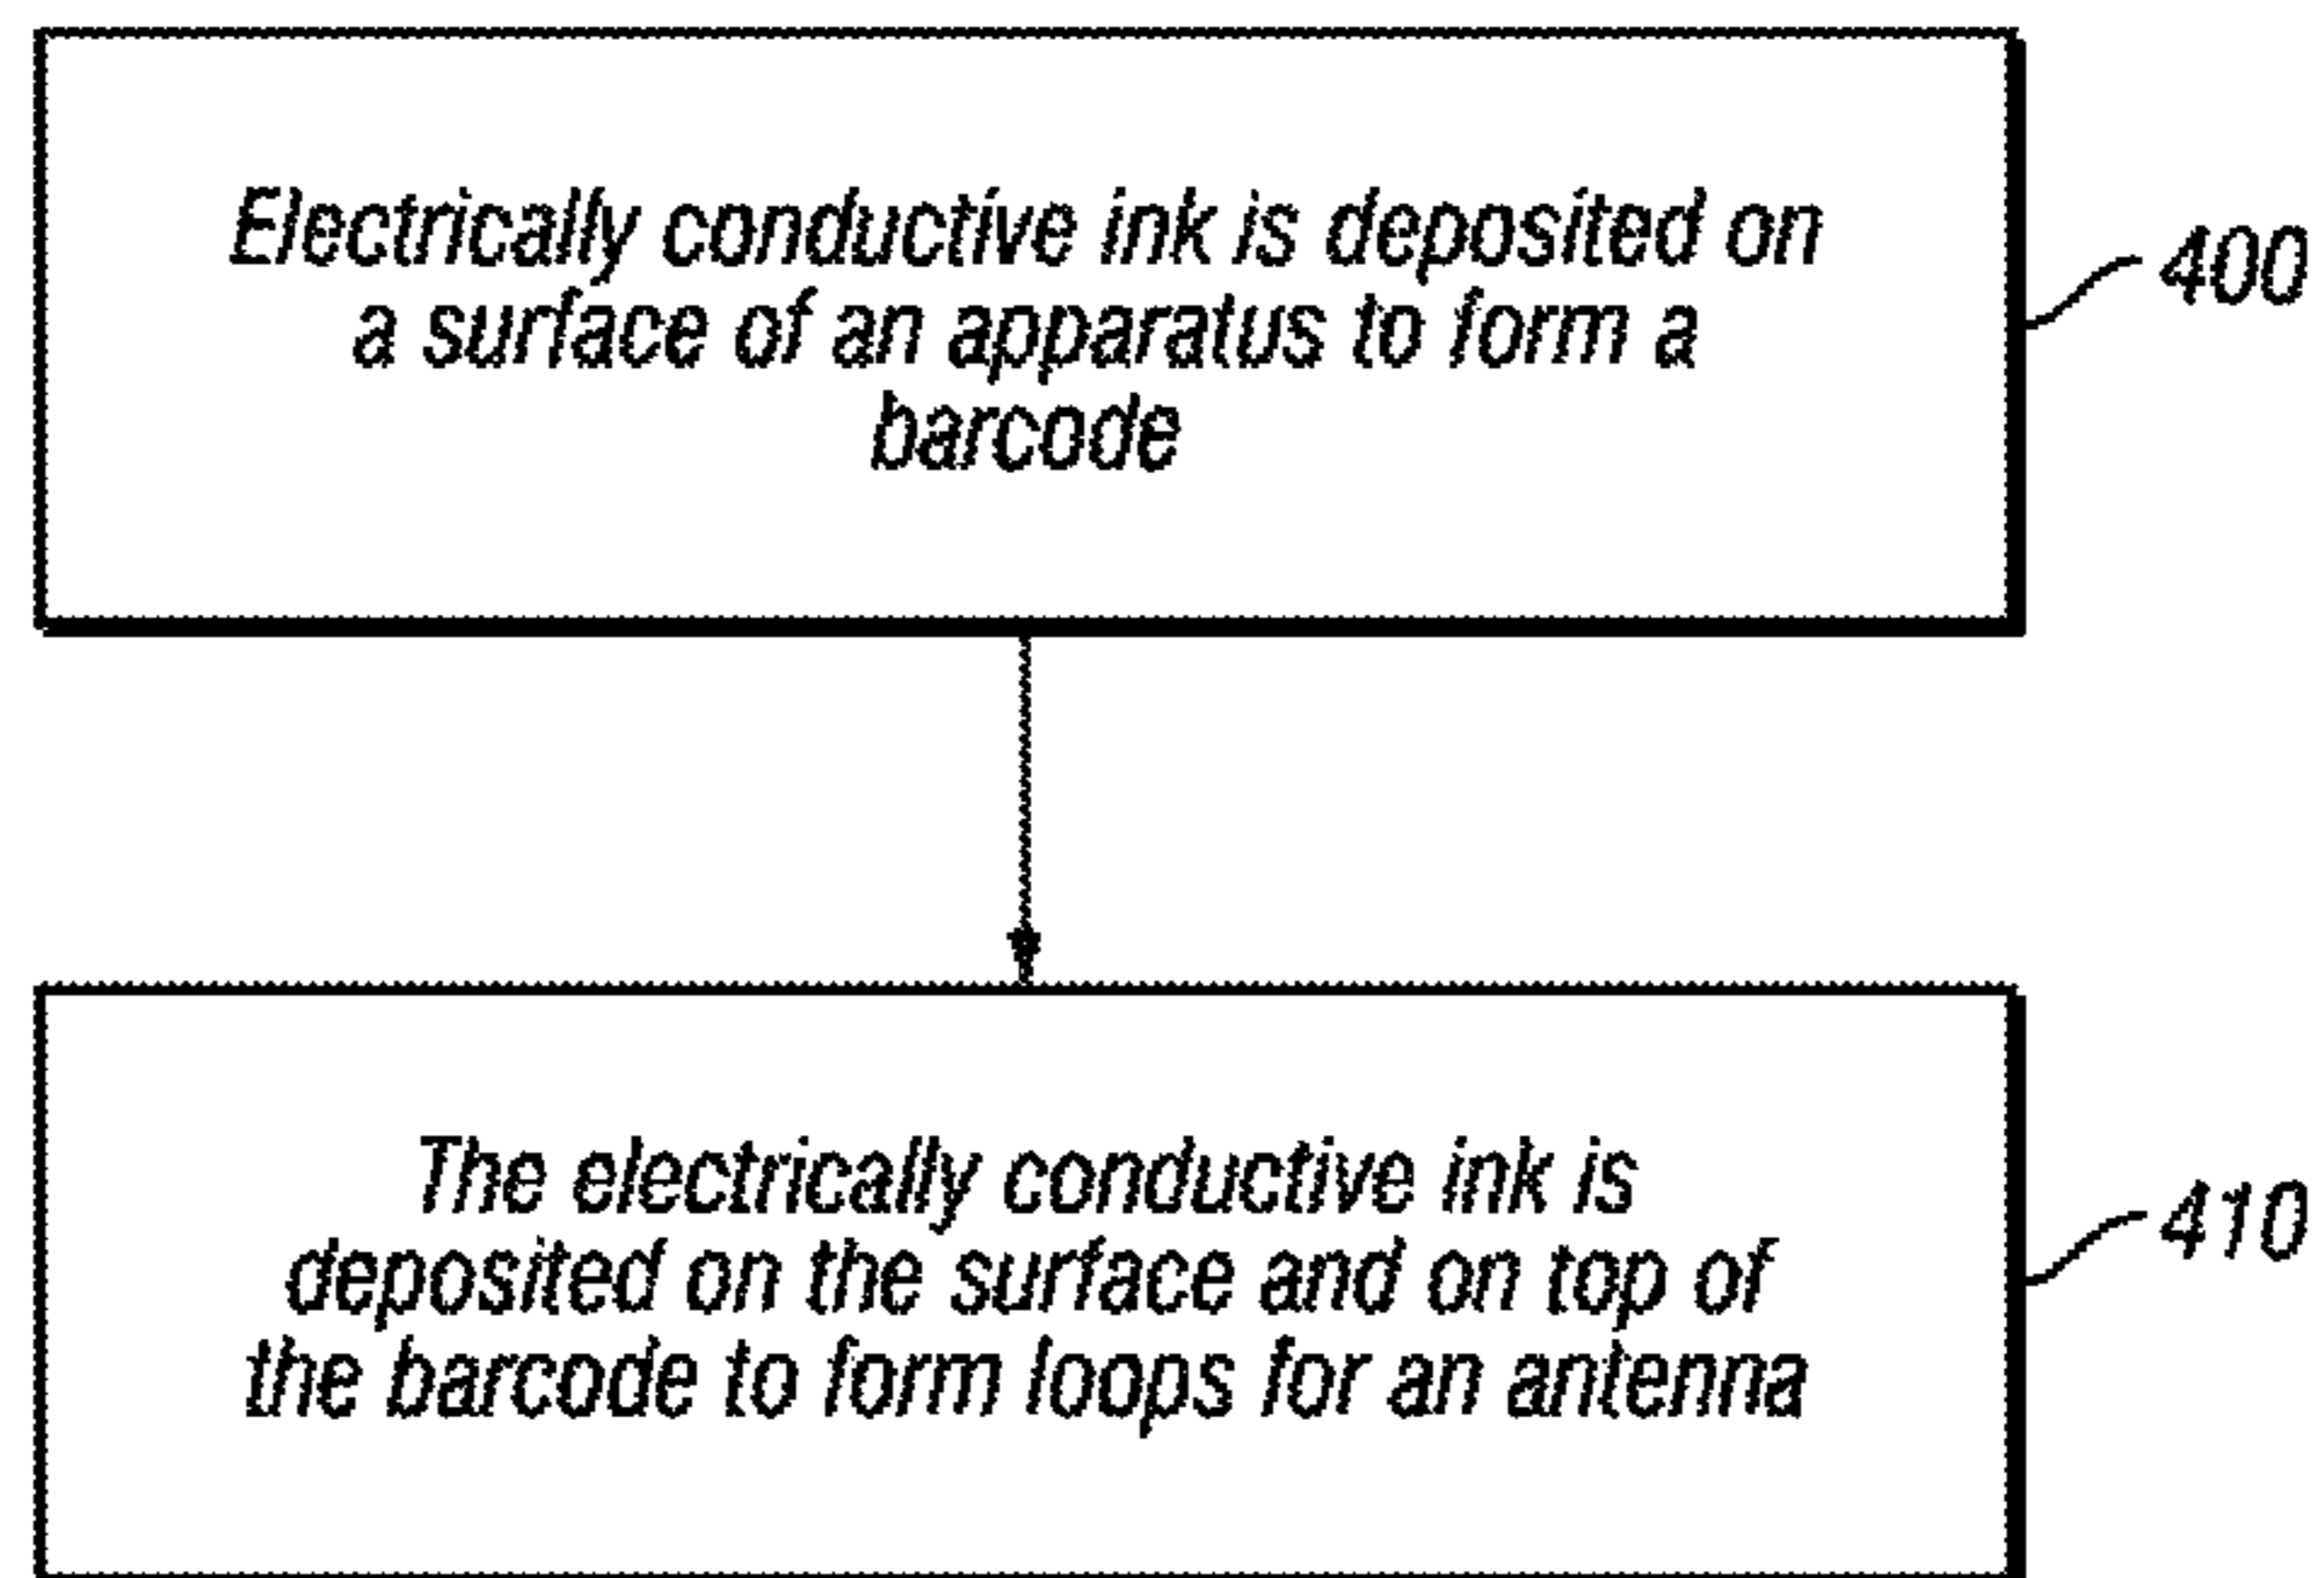 Electrically conductive ink is deposited on
a surface of an apparatus to form a
barcode
400
The electrically conductive ink is
deposited on the surface and on top of
the barcode to form loops for an antenna
410